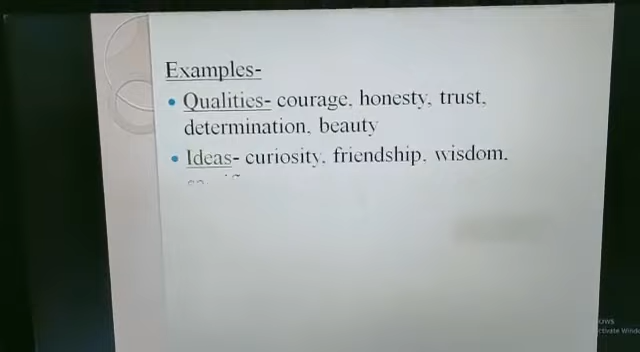 Examples-
• Qualities- courage, honesty, trust,
determination, beauty
• Ideas- curiosity, friendship, wisdom,